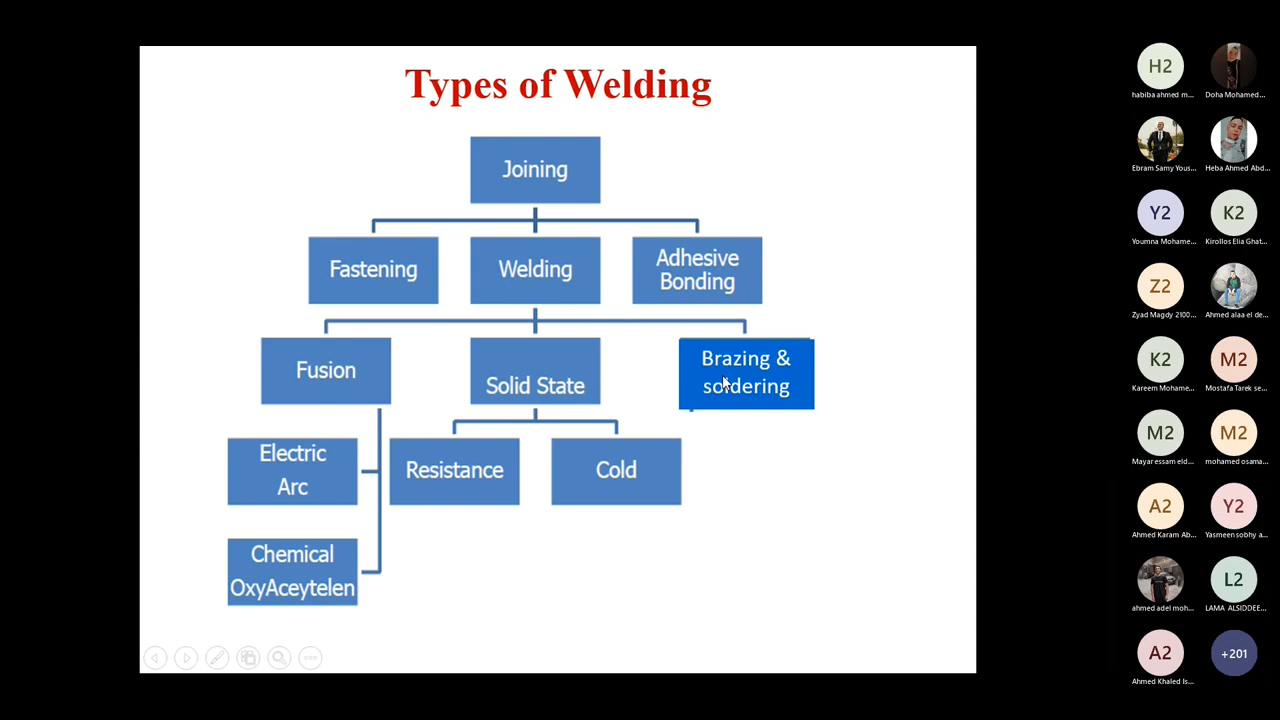 Types of Welding
Joining
Fastening
Welding
Adhesive
Bonding
Fusion
Solid State
Brazing &
soldering
Electric
Arc
Resistance
Cold
Chemical
OxyAceytelen
H2
habiba ahmed m...
Doha Mohamed...
Ebram Samy Yous...
Heba Ahmed Abd...
Y2
Youmna Mohame...
K2
Kirollos Elia Ghat...
Z2
Zyad Magdy 2100...
Ahmed alaa el de...
K2
Kareem Mohame...
M2
Mostafa Tarek se...
M2
Mayar essam eld...
M2
mohamed osama...
A2
Ahmed Karam Ab...
Y2
Yasmeen sobhy a...
ahmed adel moh...
L2
LAMA ALSIDDEE...
A2
Ahmed Khaled Is...
+201